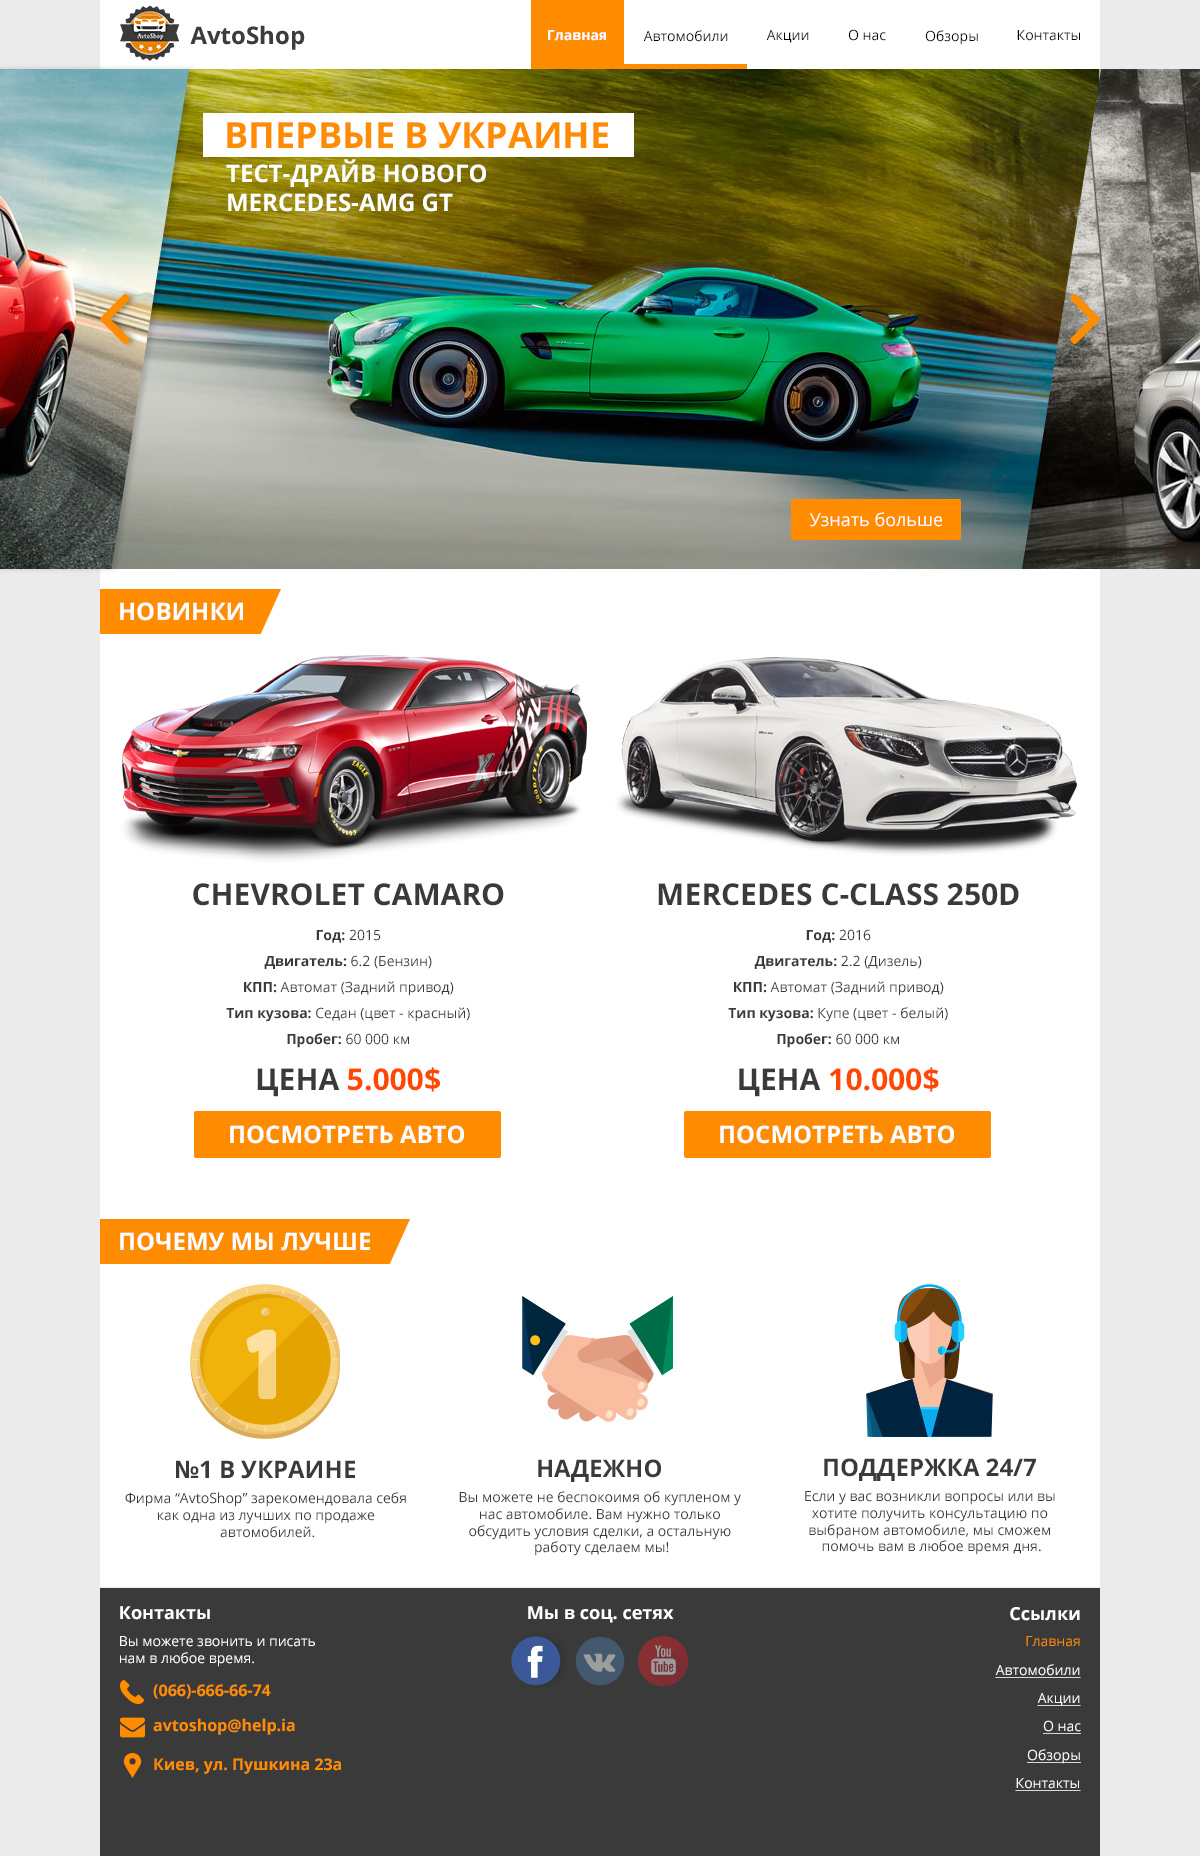 AvtoShop
AvtoShop
Главная
Автомобили
Акции
О нас
Обзоры
Контакты
ВПЕРВЫЕ В УКРАИНЕ
ТЕСТ-ДРАЙВ НОВОГО
MERCEDES-AMG GT
Узнать больше
НОВИНКИ
EAGLE
GOODYEAR
CHEVROLET CAMARO
Год: 2015
Двигатель: 6.2 (Бензин)
КПП: Автомат (Задний привод)
Тип кузова: Седан (цвет - красный)
Пробег: 60 000 км
ЦЕНА 5.000$
ПОСМОТРЕТЬ АВТО
MERCEDES C-CLASS 250D
Год: 2016
Двигатель: 2.2 (Дизель)
КПП: Автомат (Задний привод)
Тип кузова: Купе (цвет - белый)
Пробег: 60 000 км
ЦЕНА 10.000$
ПОСМОТРЕТЬ АВТО
ПОЧЕМУ МЫ ЛУЧШЕ
1
№1 В УКРАИНЕ
Фирма “AvtoShop” зарекомендовала себя
как одна из лучших по продаже
автомобилей.
НАДЕЖНО
Вы можете не беспокоимя об купленом у
нас автомобиле. Вам нужно только
обсудить условия сделки, а остальную
работу сделаем мы!
ПОДДЕРЖКА 24/7
Если у вас возникли вопросы или вы
хотите получить консультацию по
выбраном автомобиле, мы сможем
помочь вам в любое время дня.
Контакты
Вы можете звонить и писать
нам в любое время.
(066)-666-66-74
avtoshop@help.ia
Киев, ул. Пушкина 23а
Мы в соц. сетях
You
Tube
Ссылки
Главная
Автомобили
Акции
О нас
Обзоры
Контакты